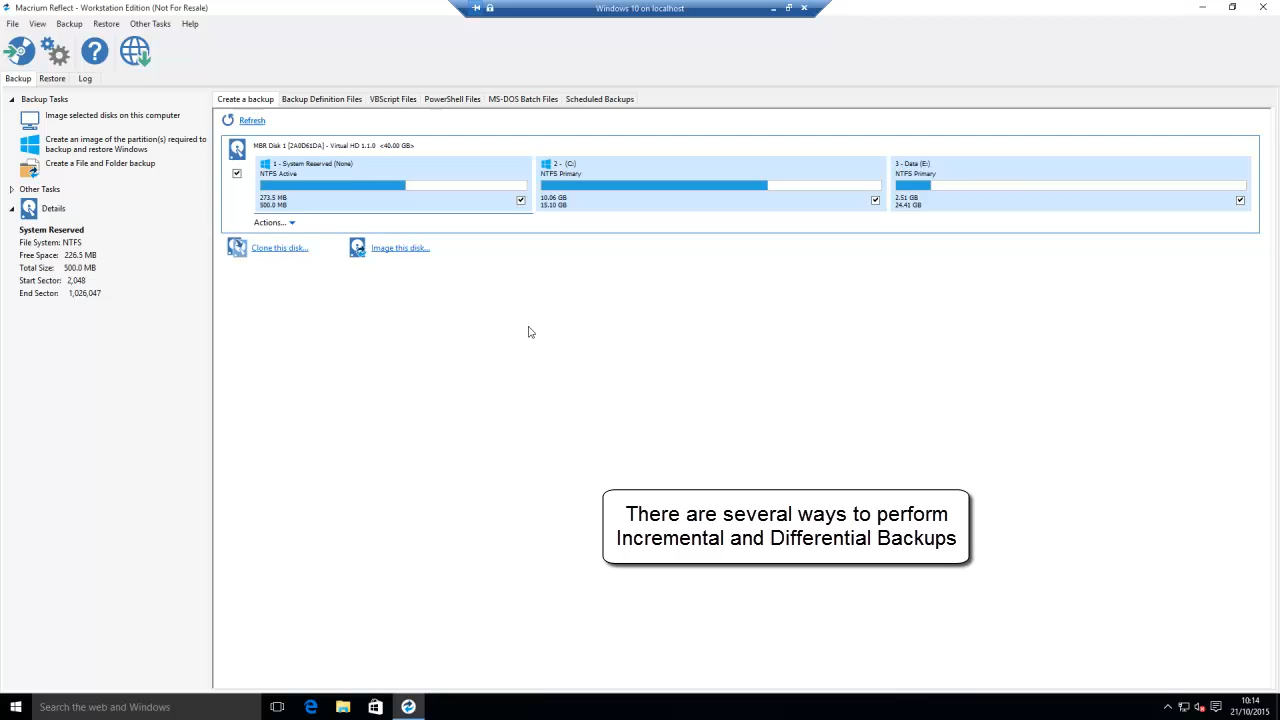 Macrium Reflect - Workstation Edition (Not For Resale)
Windows 10 on localhost
File View Backup Restore Other Tasks Help
Backup Restore Log
Backup Tasks
Image selected disks on this computer
Create an image of the partition(s) required to
backup and restore Windows
Create a File and Folder backup
Other Tasks
Details
System Reserved
File System: NTFS
Free Space: 226.5 MB
Total Size: 500.0 MB
Start Sector: 2,048
End Sector: 1,026,047
Create a backup Backup Definition Files VBScript Files PowerShell Files MS-DOS Batch Files Scheduled Backups
Refresh
MBR Disk 1 [2A0D61DA] - Virtual HD 1.1.0 <40.00 GB>
1 - System Reserved (None)
NTFS Active
273.5 MB
500.0 MB
2 - (C:)
NTFS Primary
10.06 GB
15.10 GB
3 - Data (E:)
NTFS Primary
2.51 GB
24.41 GB
Actions...
Clone this disk... Image this disk...
There are several ways to perform
Incremental and Differential Backups
Search the web and Windows
10:14
21/10/2015